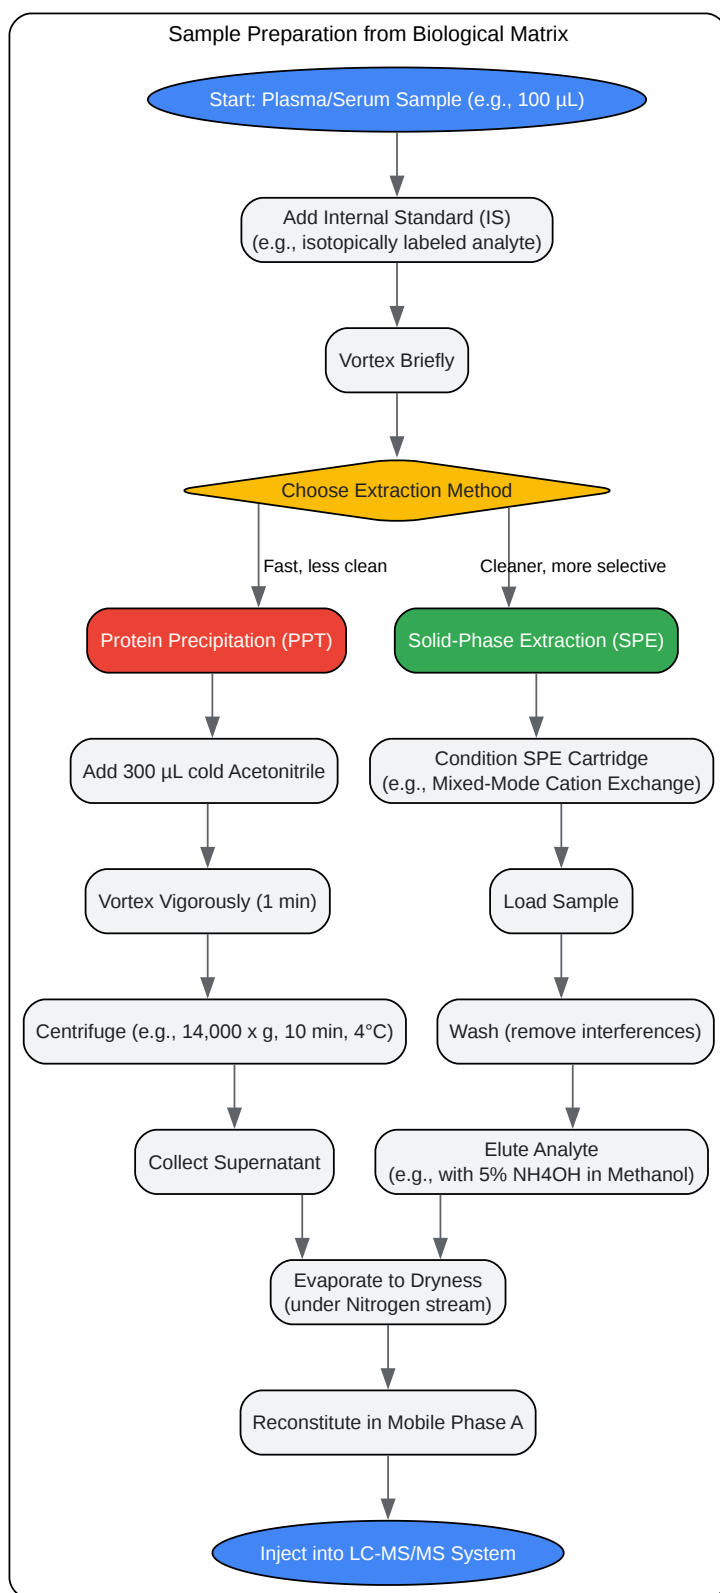 Sample Preparation from Biological Matrix
Start: Plasma/Serum Sample (e.g., 100 µL)
Add Internal Standard (IS)
(e.g., isotopically labeled analyte)
Vortex Briefly
Choose Extraction Method
Fast, less clean
Cleaner, more selective
Protein Precipitation (PPT)
Solid-Phase Extraction (SPE)
Add 300 µL cold Acetonitrile
Condition SPE Cartridge
(e.g., Mixed-Mode Cation Exchange)
Vortex Vigorously (1 min)
Load Sample
Centrifuge (e.g., 14,000 x g, 10 min, 4°C)
Wash (remove interferences)
Collect Supernatant
Elute Analyte
(e.g., with 5% NH4OH in Methanol)
Evaporate to Dryness
(under Nitrogen stream)
Reconstitute in Mobile Phase A
Inject into LC-MS/MS System